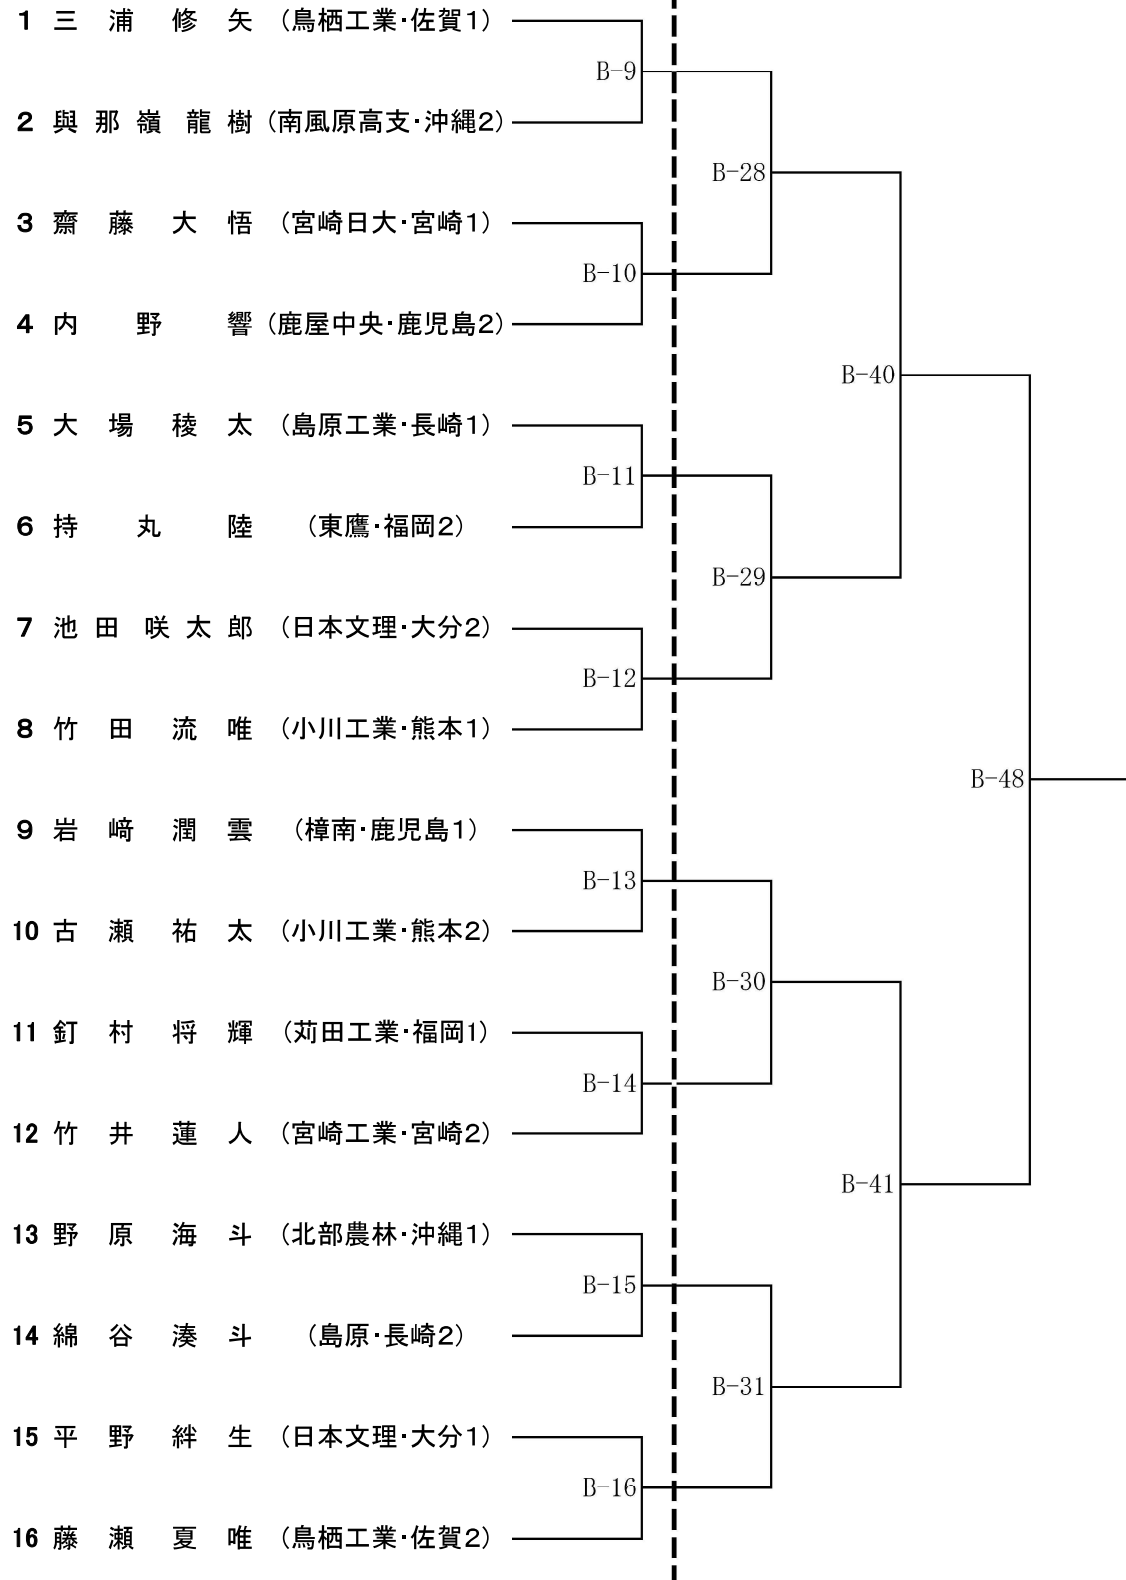 1 三浦修矢 (鳥栖工業・佐賀1)
B-9
2 與那嶺龍樹 (南風原高支・沖縄2)
B-28
3 齋藤大悟 (宮崎日大・宮崎1)
B-10
4 内野響 (鹿屋中央・鹿児島2)
B-40
5 大場稜太 (島原工業・長崎1)
B-11
6 持丸陸 (東鷹・福岡2)
B-29
7 池田咲太郎 (日本文理・大分2)
B-12
8 竹田流唯 (小川工業・熊本1)
B-48
9 岩﨑潤雲 (樟南・鹿児島1)
B-13
10 古瀬祐太 (小川工業・熊本2)
B-30
11 釘村将輝 (苅田工業・福岡1)
B-14
12 竹井蓮人 (宮崎工業・宮崎2)
B-41
13 野原海斗 (北部農林・沖縄1)
B-15
14 綿谷湊斗 (島原・長崎2)
B-31
15 平野絆生 (日本文理・大分1)
B-16
16 藤瀬夏唯 (鳥栖工業・佐賀2)